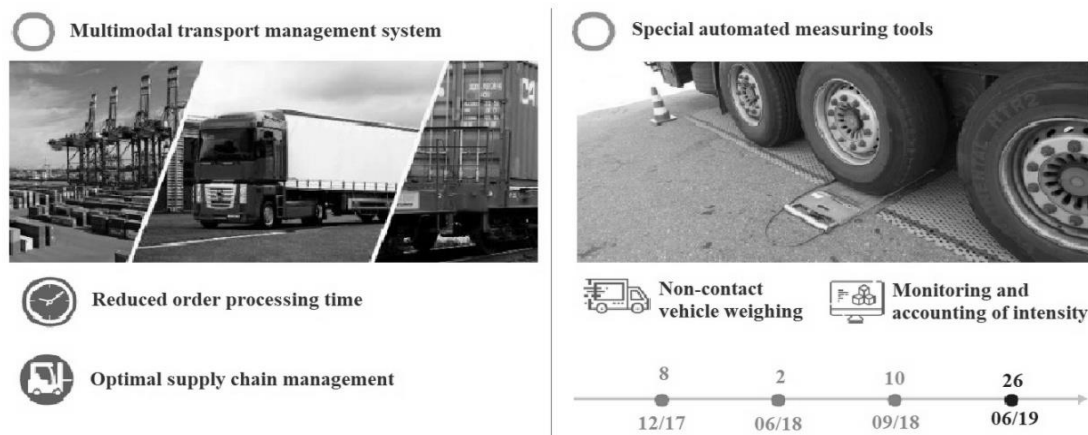 Multimodal transport management system
Reduced order processing time
Optimal supply chain management
Special automated measuring tools
Non-contact
vehicle weighing
Monitoring and
accounting of intensity
8 2 10 26
12/17 06/18 09/18 06/19